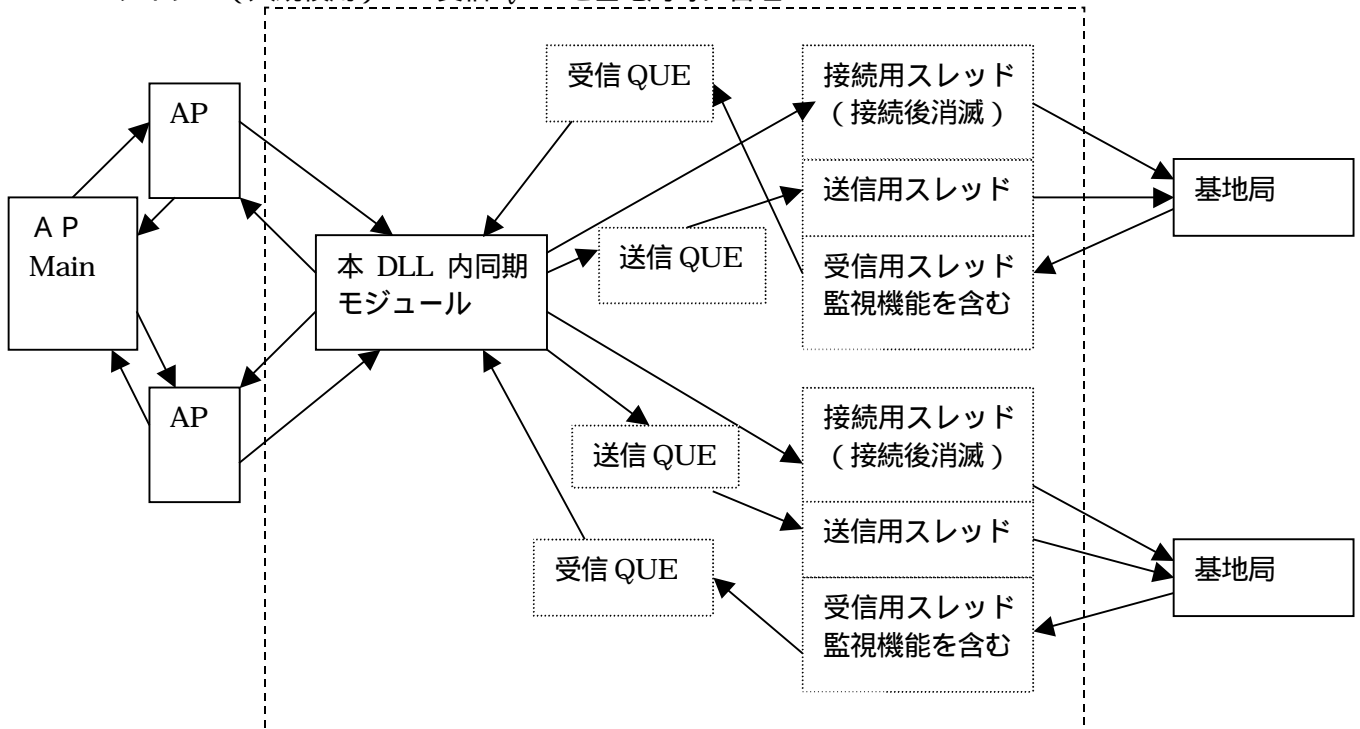 受信 QUE
接続用スレッド
（接続後消滅）
AP
送信用スレッド
基地局
ＡＰ
Main
本 DLL 内同期
モジュール
送信 QUE
受信用スレッド
監視機能を含む
AP
接続用スレッド
（接続後消滅）
送信 QUE
送信用スレッド
受信 QUE
基地局
受信用スレッド
監視機能を含む